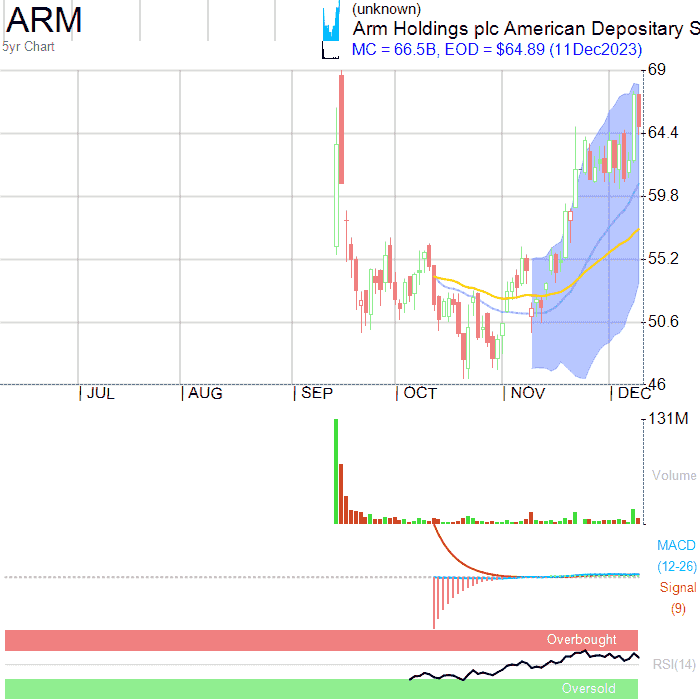 ARM
5yr Chart
(unknown)
Arm Holdings plc American Depositary S
MC = 66.5B, EOD = $64.89 (11Dec2023)
69
64.4
59.8
55.2
50.6
46
JUL AUG SEP OCT NOV DEC
131M
Volume
MACD
(12-26)
Signal
(9)
Overbought
RSI(14)
Oversold